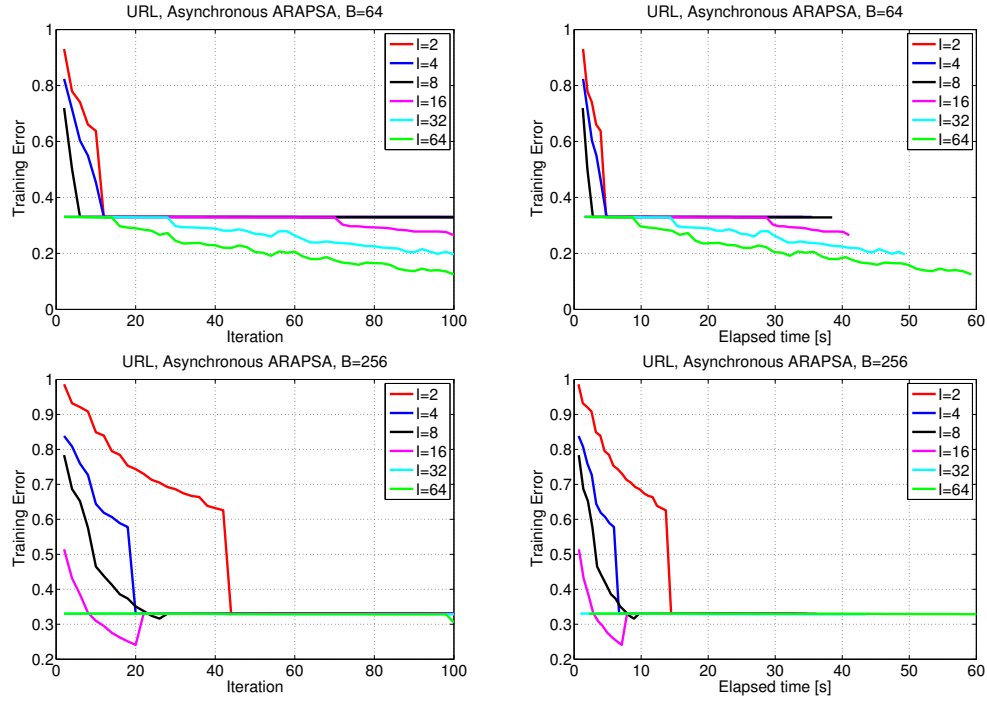 URL, Asynchronous ARAPSA, B=64
1
0.8
0.6
0.4
0.2
0
Training Error
0 20 40 60 80 100
Iteration
I=2
I=4
I=8
I=16
I=32
I=64
URL, Asynchronous ARAPSA, B=64
1
0.8
0.6
0.4
0.2
0
Training Error
0 10 20 30 40 50 60
Elapsed time [s]
I=2
I=4
I=8
I=16
I=32
I=64
URL, Asynchronous ARAPSA, B=256
1
0.9
0.8
0.7
0.6
0.5
0.4
0.3
0.2
Training Error
0 20 40 60 80 100
Iteration
I=2
I=4
I=8
I=16
I=32
I=64
URL, Asynchronous ARAPSA, B=256
1
0.9
0.8
0.7
0.6
0.5
0.4
0.3
0.2
Training Error
0 10 20 30 40 50 60
Elapsed time [s]
I=2
I=4
I=8
I=16
I=32
I=64